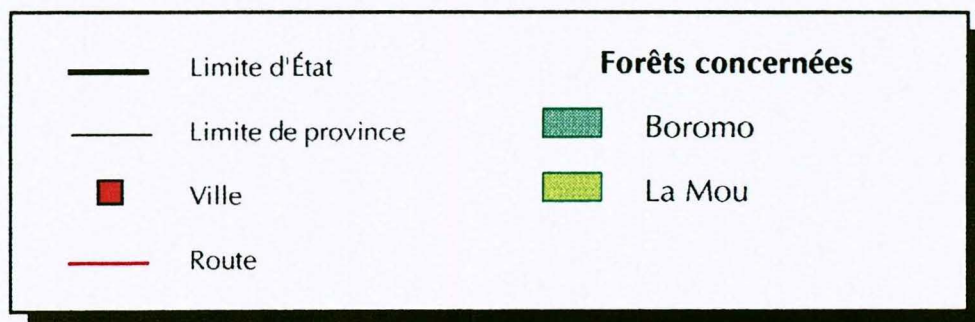 Limite d'État
Limite de province
Ville
Route
Forêts concernées
Boromo
La Mou